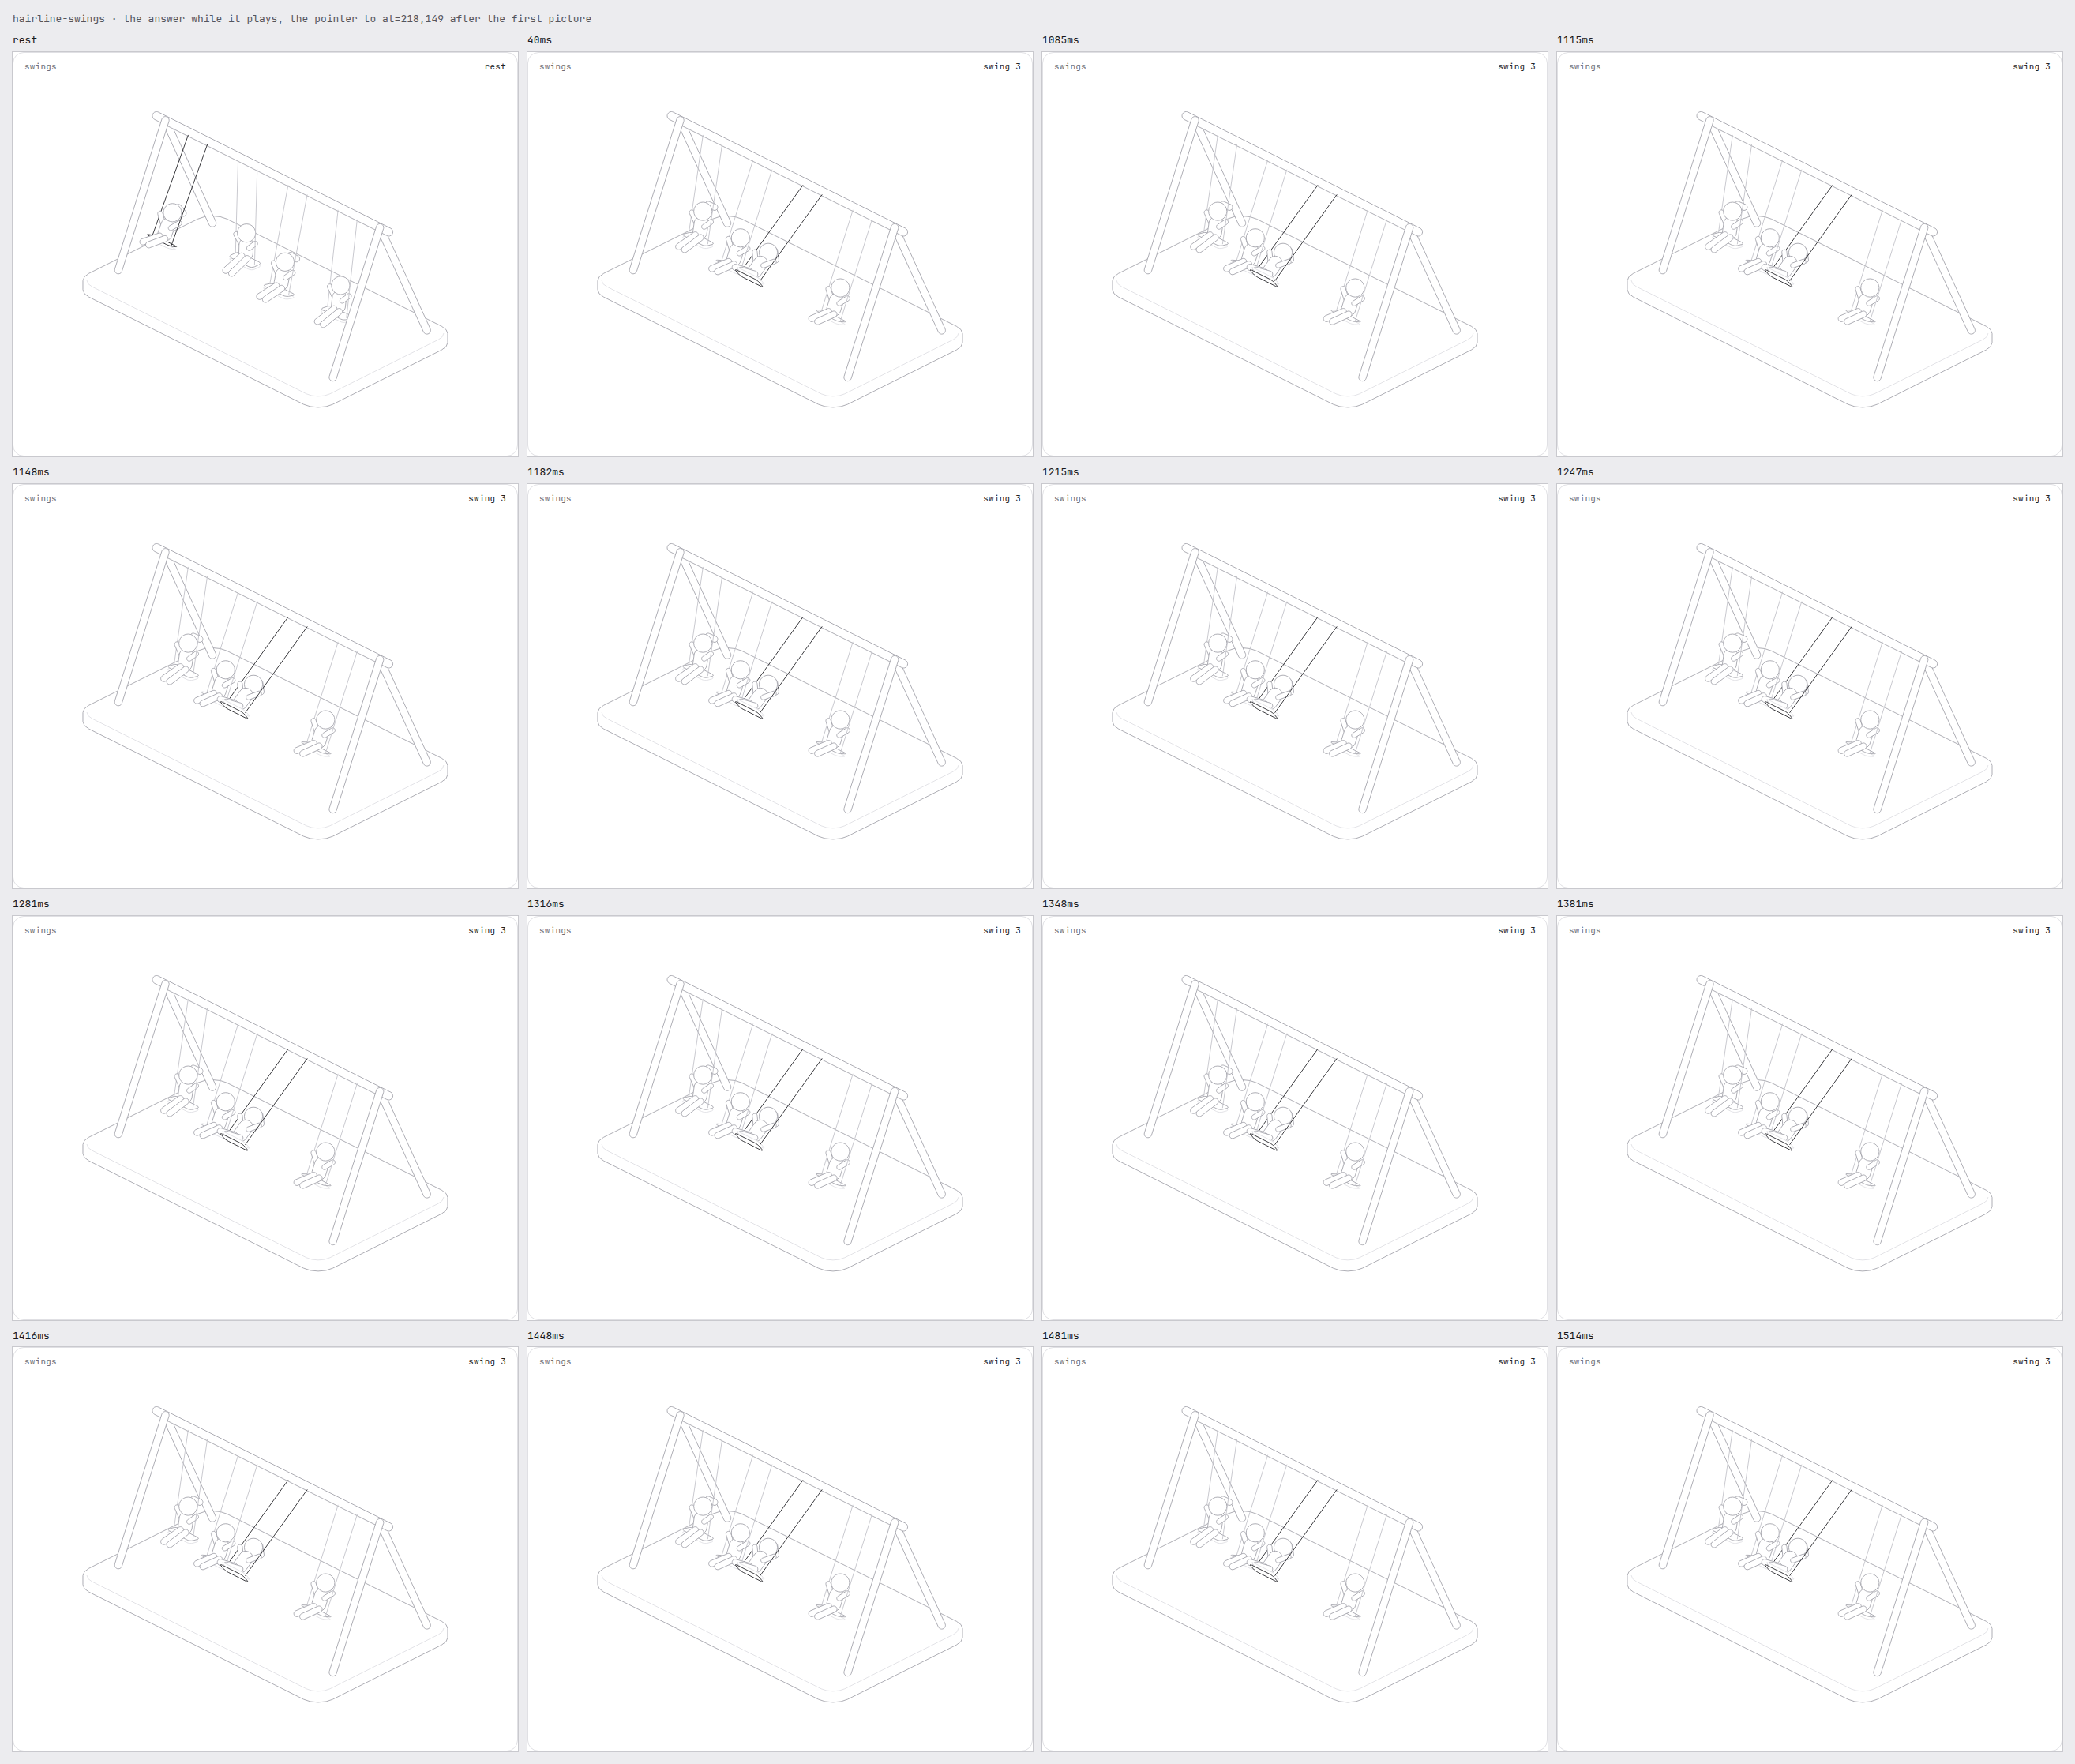 hairline-swings · the answer while it plays, the pointer to at=218,149 after the first picture
rest 40ms 1085ms 1115ms
swings rest swings swing 3 swings swing 3 swings swing 3
1148ms 1182ms 1215ms 1247ms
swings swing 3 swings swing 3 swings swing 3 swings swing 3
1281ms 1316ms 1348ms 1381ms
swings swing 3 swings swing 3 swings swing 3 swings swing 3
1416ms 1448ms 1481ms 1514ms
swings swing 3 swings swing 3 swings swing 3 swings swing 3